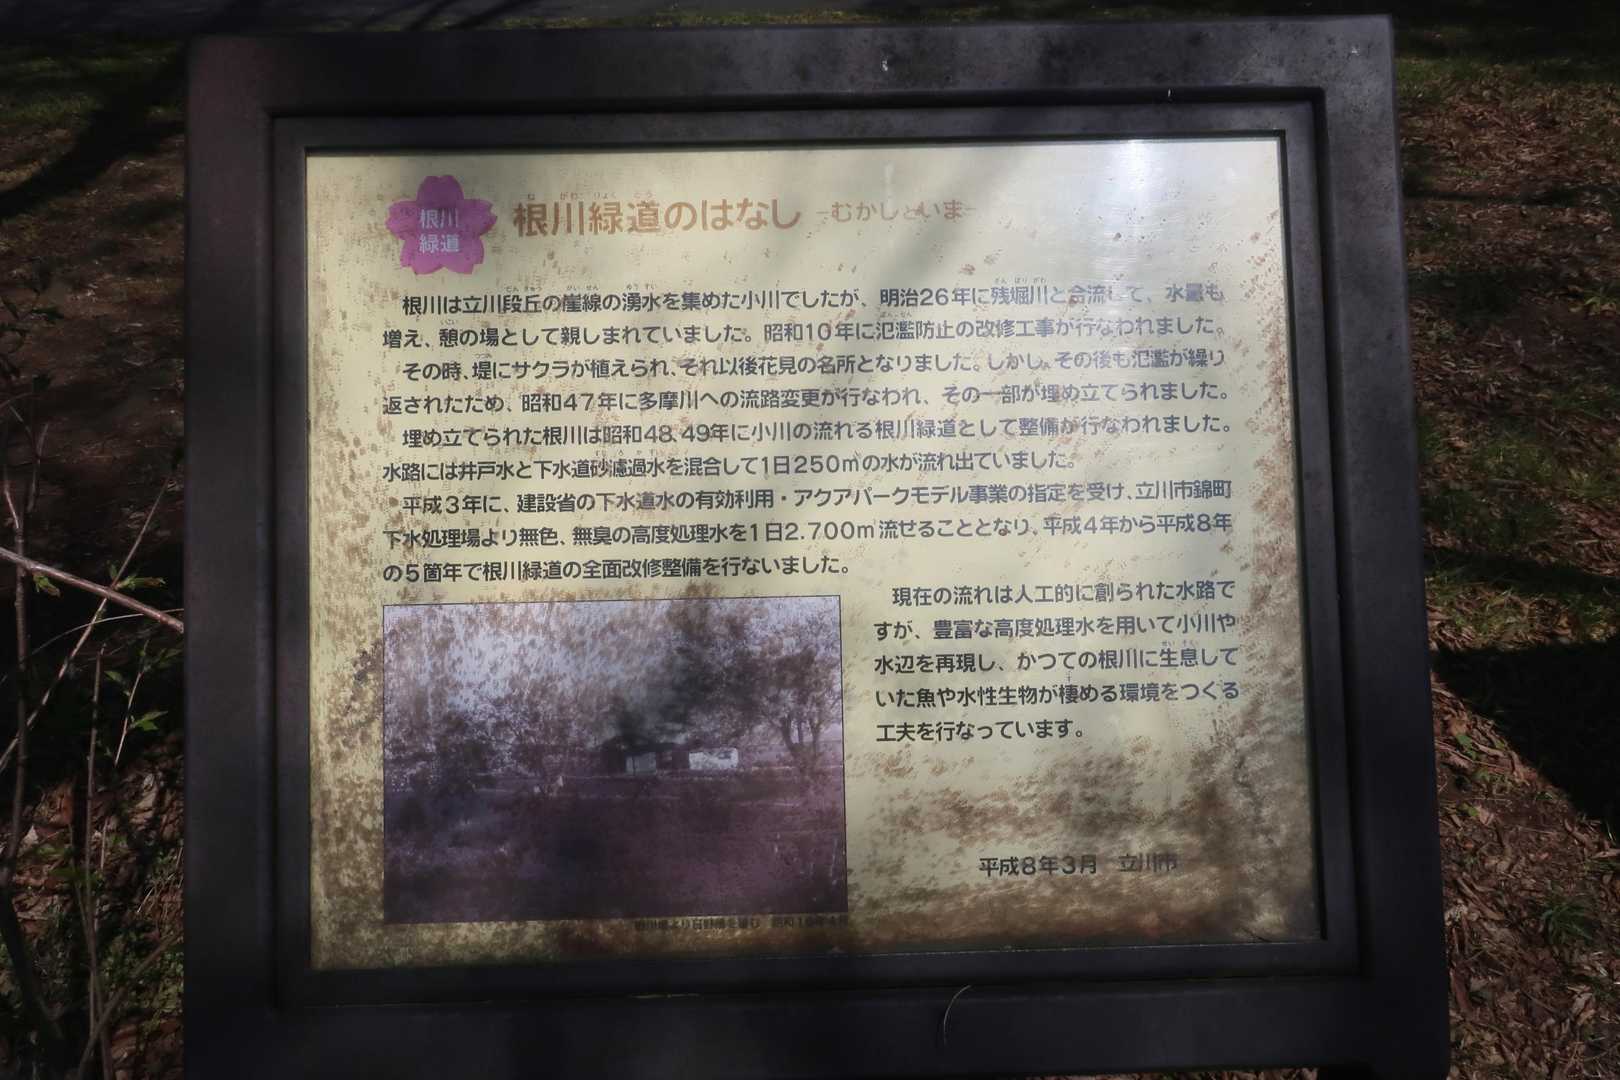 根川
緑道
根川緑道のはなし −むかしといま−
根川は立川段丘の崖線の湧水を集めた小川でしたが、明治26年に残堀川と合流して、水量も
増え、憩の場として親しまれていました。昭和10年に氾濫防止の改修工事が行なわれました。
その時、堤にサクラが植えられ、それ以後花見の名所となりました。しかし、その後も氾濫が繰り
返されたため、昭和47年に多摩川への流路変更が行なわれ、その一部が埋め立てられました。
埋め立てられた根川は昭和48、49年に小川の流れる根川緑道として整備が行なわれました。
水路には井戸水と下水道砂濾過水を混合して1日250㎥の水が流れ出ていました。
平成3年に、建設省の下水道水の有効利用・アクアパークモデル事業の指定を受け、立川市錦町
下水処理場より無色、無臭の高度処理水を1日2.700㎥流せることとなり、平成4年から平成8年
の5箇年で根川緑道の全面改修整備を行ないました。
現在の流れは人工的に創られた水路で
すが、豊富な高度処理水を用いて小川や
水辺を再現し、かつての根川に生息して
いた魚や水性生物が棲める環境をつくる
工夫を行なっています。
平成8年3月 立川市